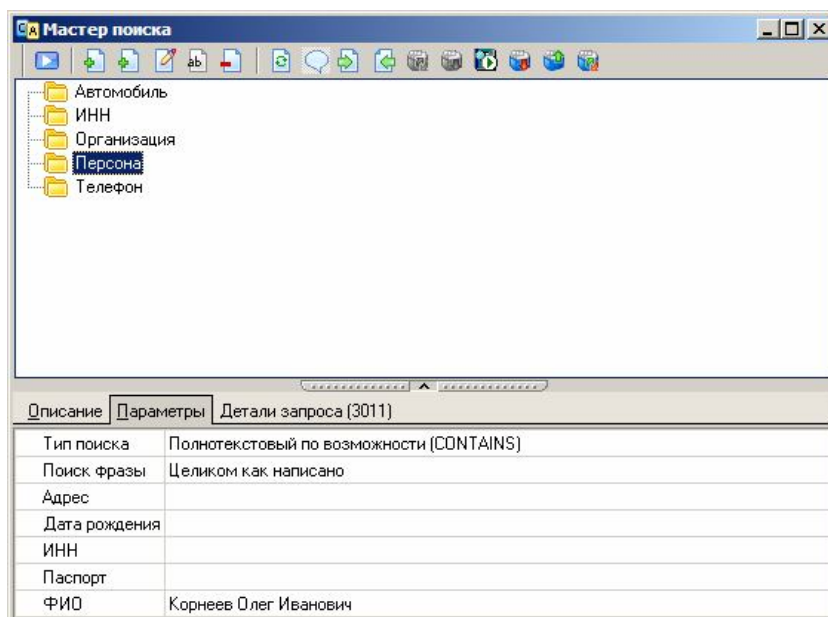 Мастер поиска
Автомобиль
ИНН
Организация
Персона
Телефон
Описание Параметры Детали запроса (3011)
Тип поиска Полнотекстовый по возможности (CONTAINS)
Поиск фразы Целиком как написано
Адрес
Дата рождения
ИНН
Паспорт
ФИО Корнеев Олег Иванович